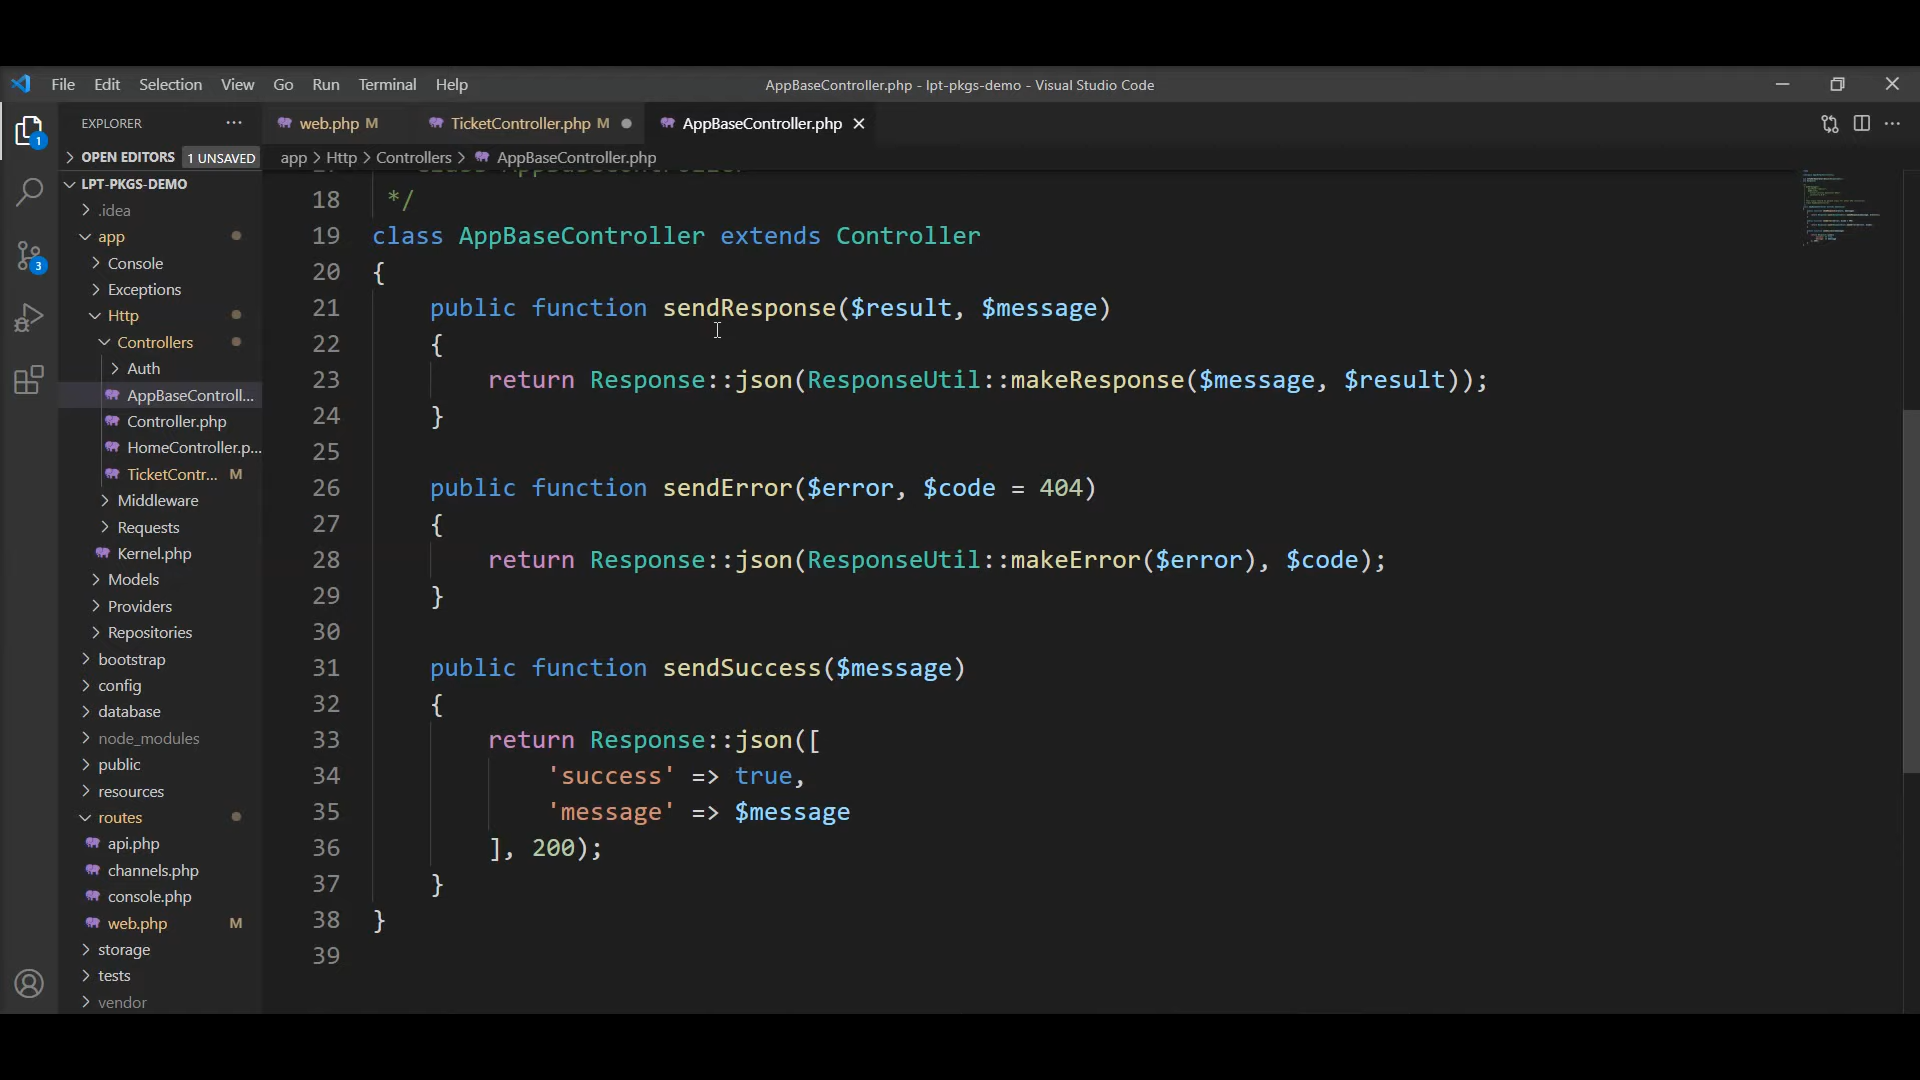 File Edit Selection View Go Run Terminal Help
AppBaseController.php - lpt-pkgs-demo - Visual Studio Code
EXPLORER
web.php M
TicketController.php M
AppBaseController.php
OPEN EDITORS 1 UNSAVED
app > Http > Controllers > AppBaseController.php
LPT-PKGS-DEMO
.idea
app
Console
Exceptions
Http
Controllers
Auth
AppBaseControll...
Controller.php
HomeController.p...
TicketContr... M
Middleware
Requests
Kernel.php
Models
Providers
Repositories
bootstrap
config
database
node_modules
public
resources
routes
api.php
channels.php
console.php
web.php M
storage
tests
vendor
1
3
18 */
19 class AppBaseController extends Controller
20 {
21 public function sendResponse($result, $message)
22 {
23 return Response::json(ResponseUtil::makeResponse($message, $result));
24 }
25
26 public function sendError($error, $code = 404)
27 {
28 return Response::json(ResponseUtil::makeError($error), $code);
29 }
30
31 public function sendSuccess($message)
32 {
33 return Response::json([
34 'success' => true,
35 'message' => $message
36 ], 200);
37 }
38 }
39